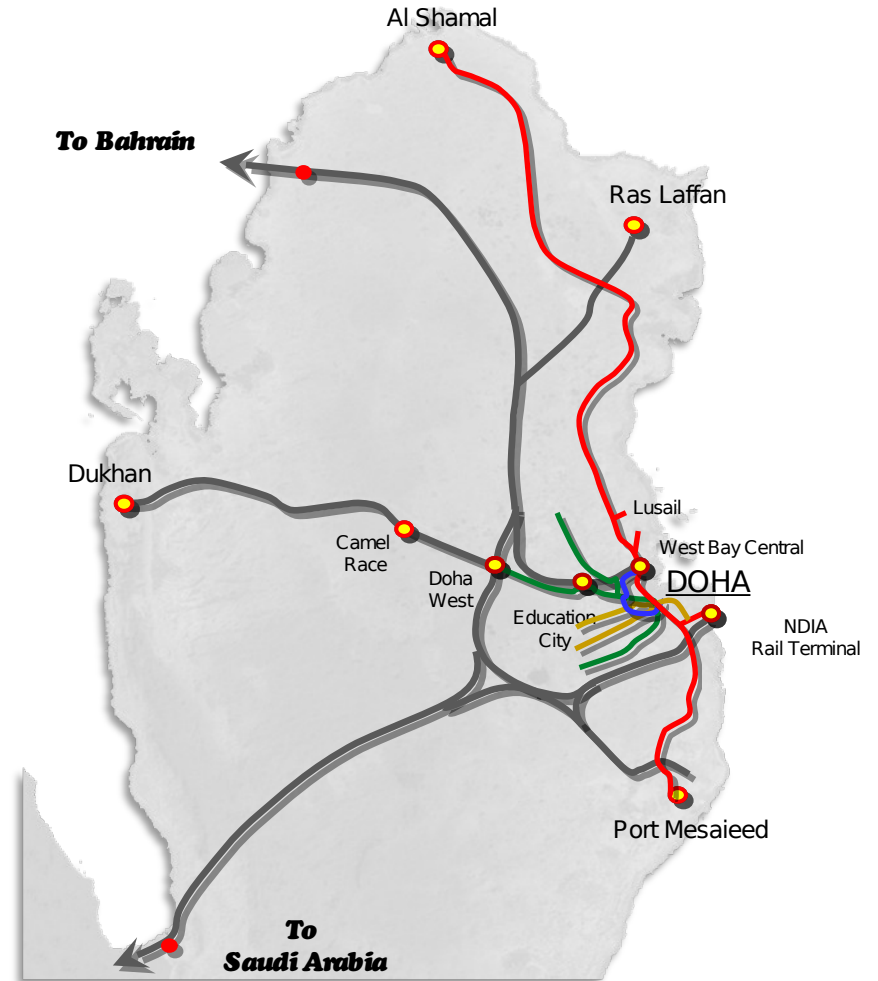 Al Shamal
To Bahrain
Ras Laffan
Dukhan
Lusail
Camel
Race
West Bay Central
Doha
West
DOHA
Education
City
NDIA
Rail Terminal
Port Mesaieed
To
Saudi Arabia